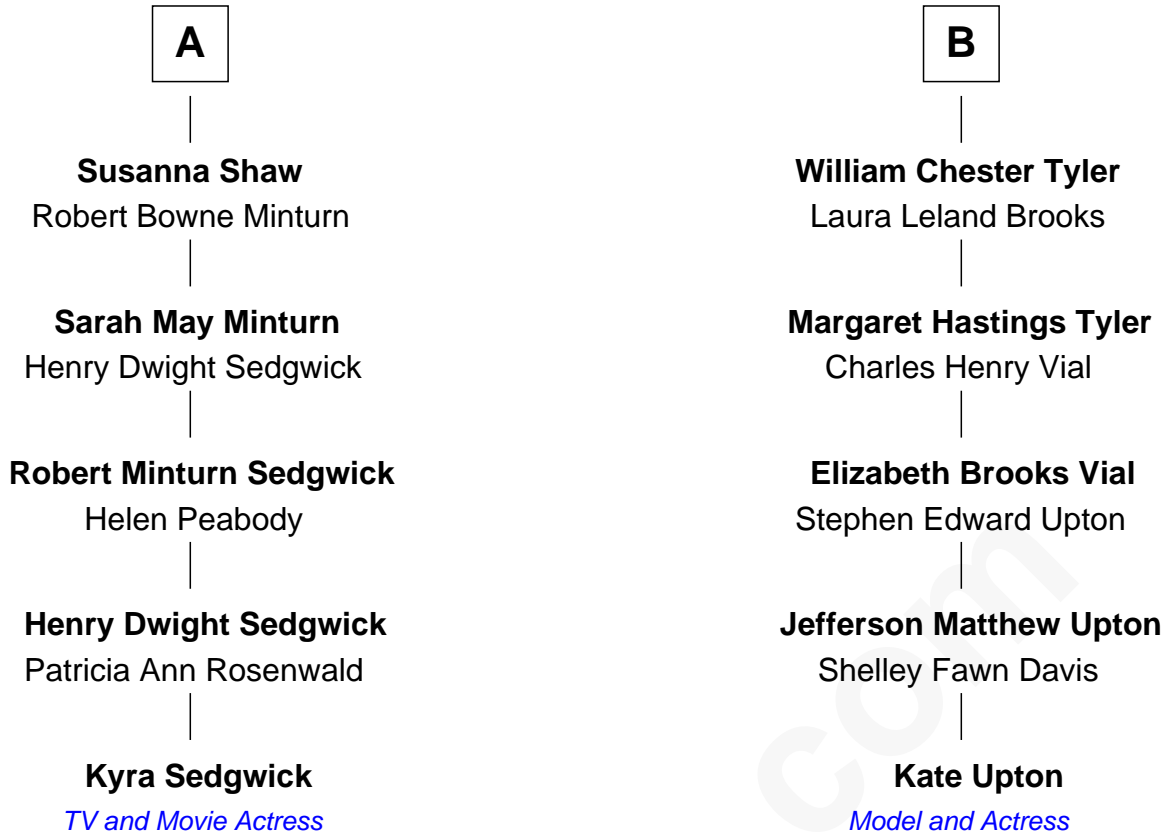 A
Susanna Shaw
Robert Bowne Minturn
Sarah May Minturn
Henry Dwight Sedgwick
Robert Minturn Sedgwick
Helen Peabody
Henry Dwight Sedgwick
Patricia Ann Rosenwald
Kyra Sedgwick
TV and Movie Actress
B
William Chester Tyler
Laura Leland Brooks
Margaret Hastings Tyler
Charles Henry Vial
Elizabeth Brooks Vial
Stephen Edward Upton
Jefferson Matthew Upton
Shelley Fawn Davis
Kate Upton
Model and Actress
com